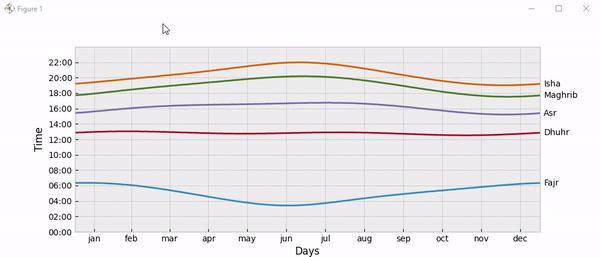 Figure 1
22:00
20:00
18:00
16:00
14:00
12:00
10:00
08:00
06:00
04:00
02:00
00:00
Time
Isha
Maghrib
Asr
Dhuhr
Fajr
jan feb mar apr may jun jul aug sep oct nov dec
Days